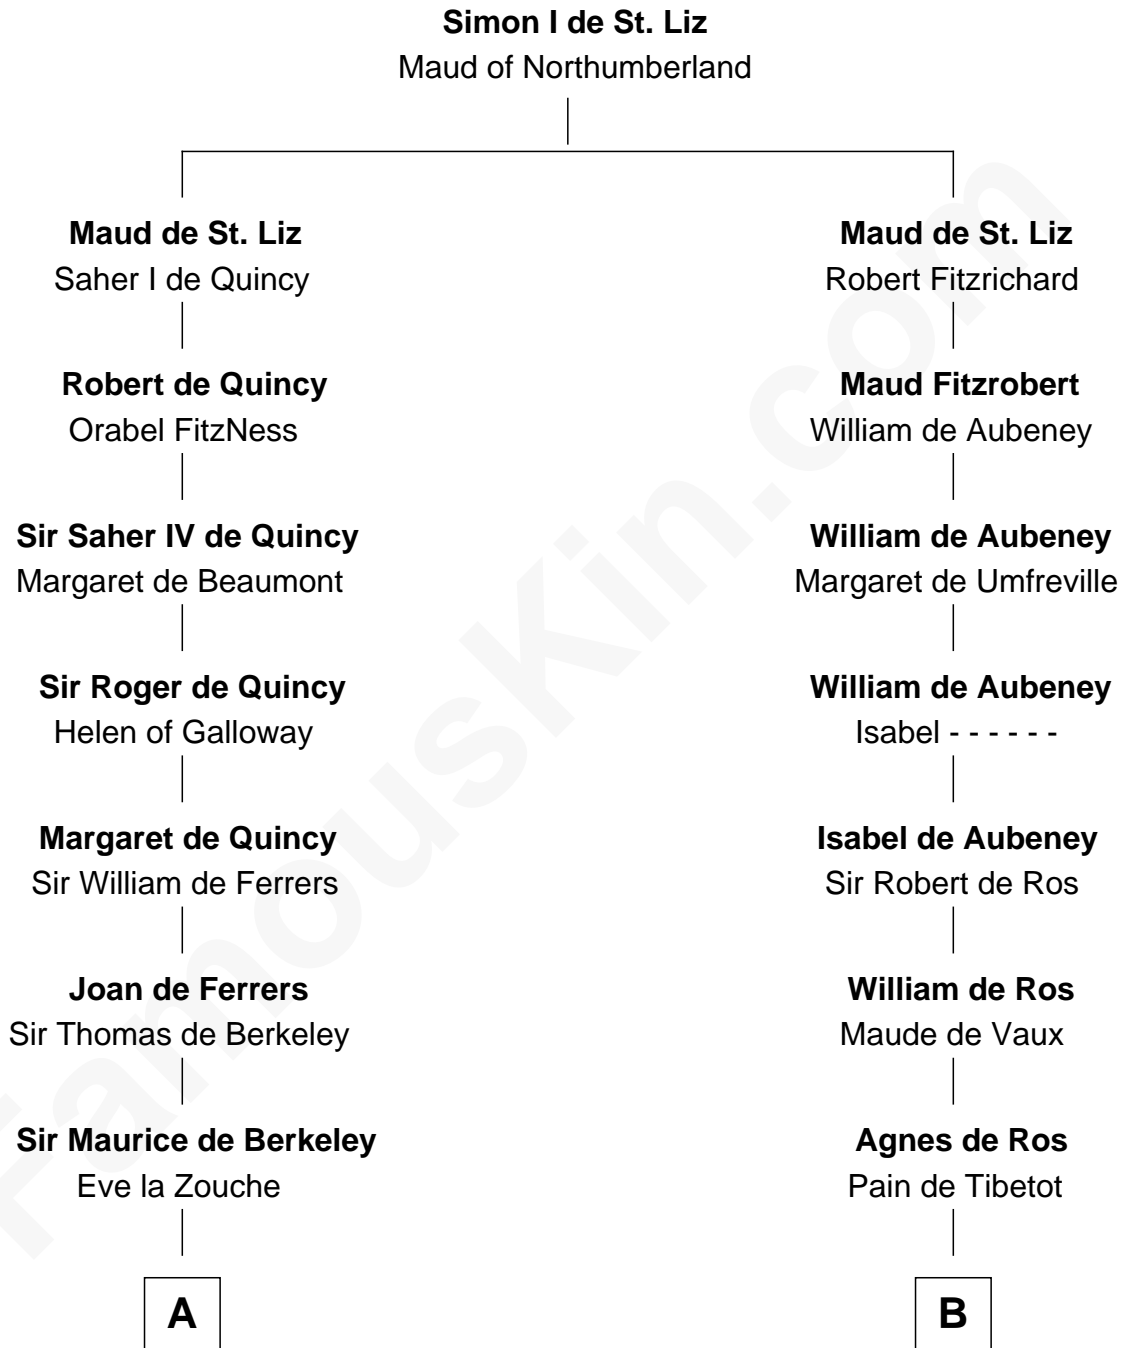 Simon I de St. Liz
Maud of Northumberland
Maud de St. Liz
Saher I de Quincy
Maud de St. Liz
Robert Fitzrichard
Robert de Quincy
Orabel FitzNess
Maud Fitzrobert
William de Aubeney
Sir Saher IV de Quincy
Margaret de Beaumont
William de Aubeney
Margaret de Umfreville
Sir Roger de Quincy
Helen of Galloway
William de Aubeney
Isabel - - - - - -
Margaret de Quincy
Sir William de Ferrers
Isabel de Aubeney
Sir Robert de Ros
Joan de Ferrers
Sir Thomas de Berkeley
William de Ros
Maude de Vaux
Sir Maurice de Berkeley
Eve la Zouche
Agnes de Ros
Pain de Tibetot
A
B
FamousKin.com